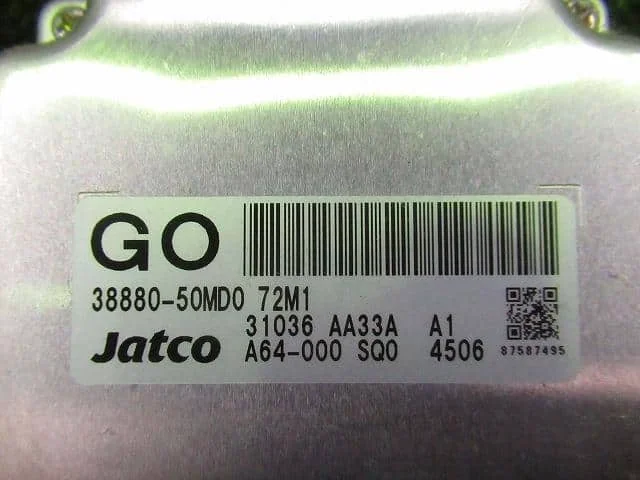 GO
38880-50MD0 72M1
31036 AA33A A1
Jatco A64-000 SQ0 4506
87587495